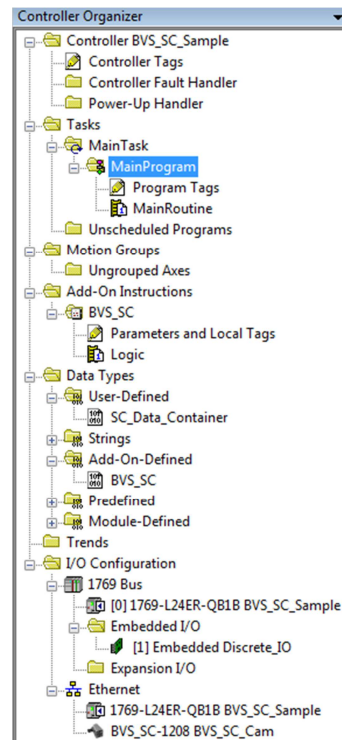 Controller Organizer
Controller BVS_SC_Sample
Controller Tags
Controller Fault Handler
Power-Up Handler
Tasks
MainTask
MainProgram
Program Tags
MainRoutine
Unscheduled Programs
Motion Groups
Ungrouped Axes
Add-On Instructions
BVS_SC
Parameters and Local Tags
Logic
Data Types
User-Defined
SC_Data_Container
Strings
Add-On-Defined
BVS_SC
Predefined
Module-Defined
Trends
I/O Configuration
1769 Bus
[0] 1769-L24ER-QB1B BVS_SC_Sample
Embedded I/O
[1] Embedded Discrete_IO
Expansion I/O
Ethernet
1769-L24ER-QB1B BVS_SC_Sample
BVS_SC-1208 BVS_SC_Cam